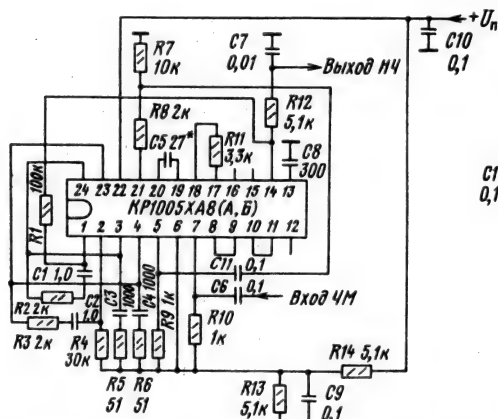 +Uп
R7
10к
C7
0,01
C10
0,1
Выход НЧ
R8 2к
R12
5,1к
C5 27*
R11
3,3к
C8
300
C1
0,1
100к
R1
24 23 22 21 20 19 18 17 16 15 14 13
КР1005ХА8(А,Б)
1 2 3 4 5 6 7 8 9 10 11 12
C1 1,0
C2
1,0
C3
1000
C4 1000
R9 1к
C11 0,1
C6 0,1
Вход ЧМ
R2 2к
R3 2к
R4
30к
R10
1к
R14 5,1к
R5
51
R6
51
R13
5,1к
C9
0,1